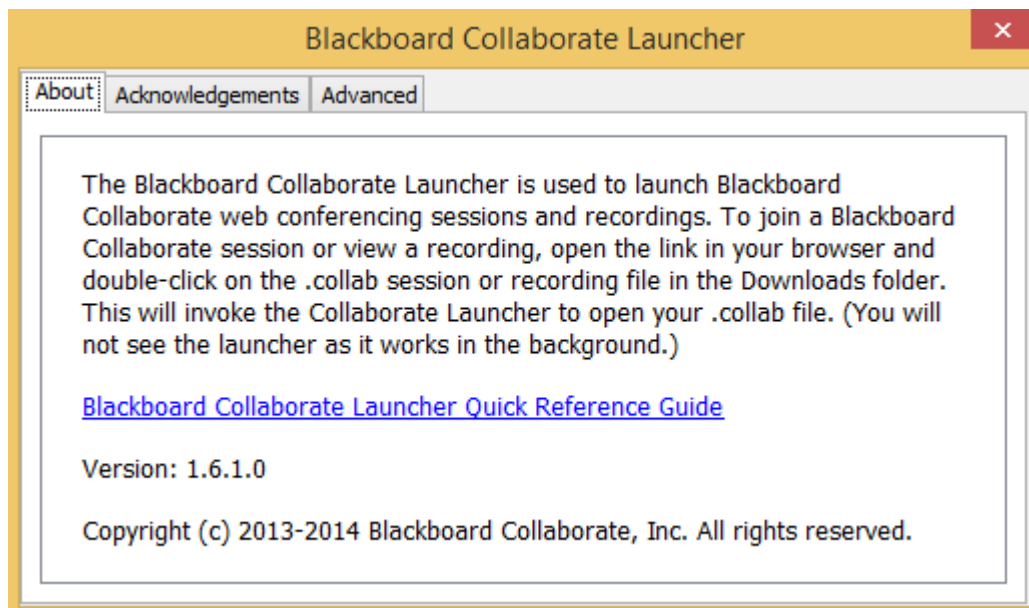 Blackboard Collaborate Launcher
About Acknowledgements Advanced
The Blackboard Collaborate Launcher is used to launch Blackboard
Collaborate web conferencing sessions and recordings. To join a Blackboard
Collaborate session or view a recording, open the link in your browser and
double-click on the .collab session or recording file in the Downloads folder.
This will invoke the Collaborate Launcher to open your .collab file. (You will
not see the launcher as it works in the background.)
Blackboard Collaborate Launcher Quick Reference Guide
Version: 1.6.1.0
Copyright (c) 2013-2014 Blackboard Collaborate, Inc. All rights reserved.